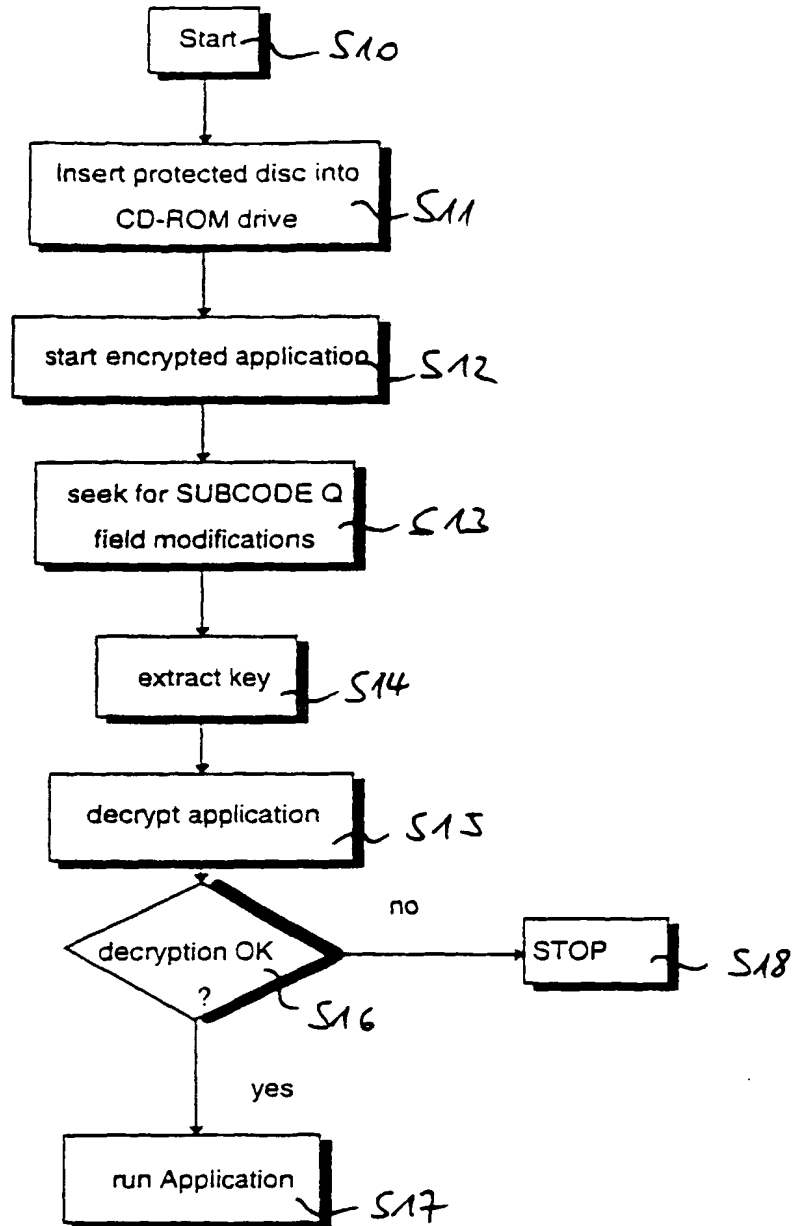 Start S10
Insert protected disc into
CD-ROM drive S11
start encrypted application S12
seek for SUBCODE Q
field modifications S13
extract key S14
decrypt application S15
no
decryption OK STOP S18
? S16
yes
run Application S17